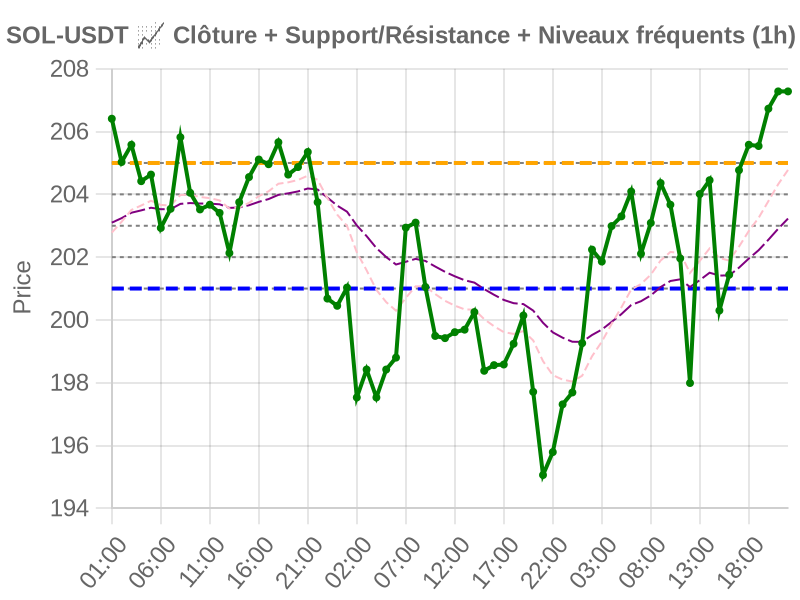 SOL-USDT 📈 Clôture + Support/Résistance + Niveaux fréquents (1h)
208
206
204
202
200
198
196
194
Price
01:00 06:00 11:00 16:00 21:00 02:00 07:00 12:00 17:00 22:00 03:00 08:00 13:00 18:00